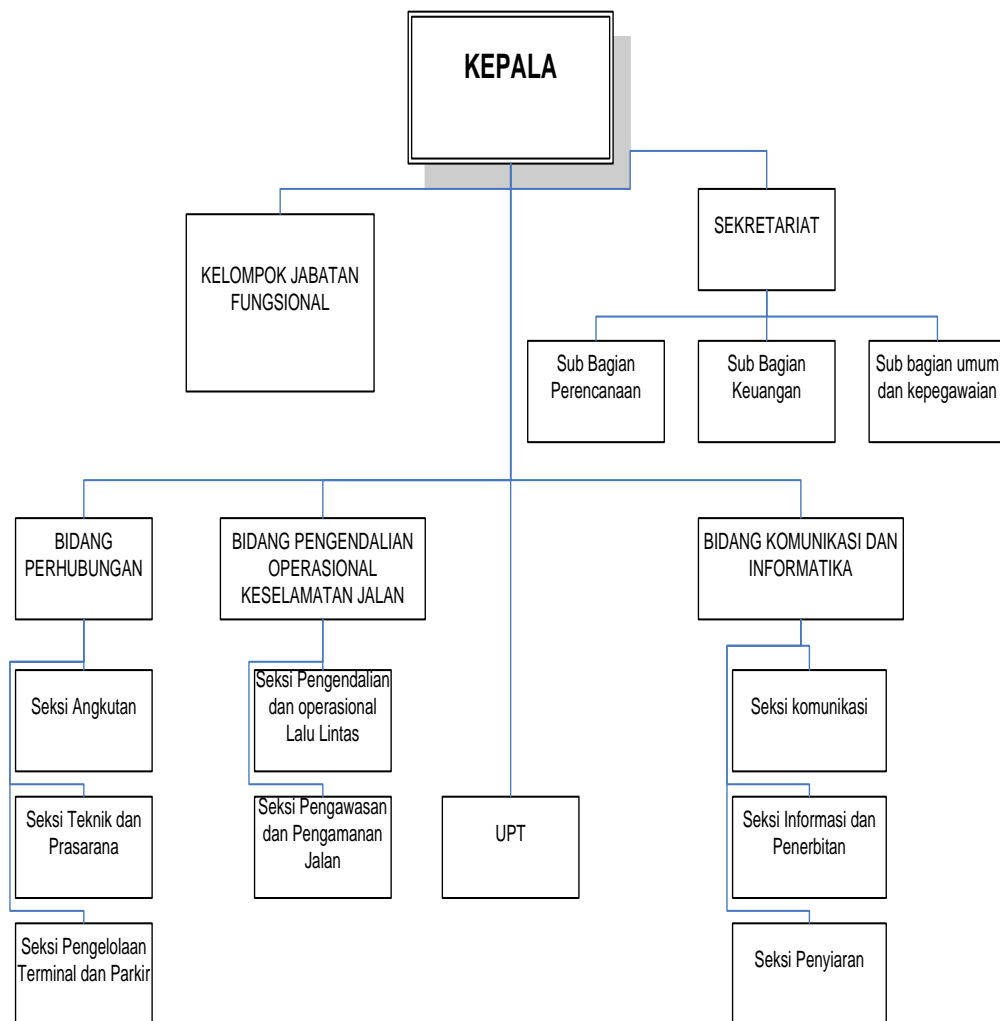 KEPALA
SEKRETARIAT
KELOMPOK JABATAN
FUNGSIONAL
Sub Bagian
Perencanaan
Sub Bagian
Keuangan
Sub bagian umum
dan kepegawaian
BIDANG
PERHUBUNGAN
BIDANG PENGENDALIAN
OPERASIONAL
KESELAMATAN JALAN
BIDANG KOMUNIKASI DAN
INFORMATIKA
Seksi Angkutan
Seksi Pengendalian
dan operasional
Lalu Lintas
Seksi komunikasi
Seksi Teknik dan
Prasarana
Seksi Pengawasan
dan Pengamanan
Jalan
UPT
Seksi Informasi dan
Penerbitan
Seksi Pengelolaan
Terminal dan Parkir
Seksi Penyiaran